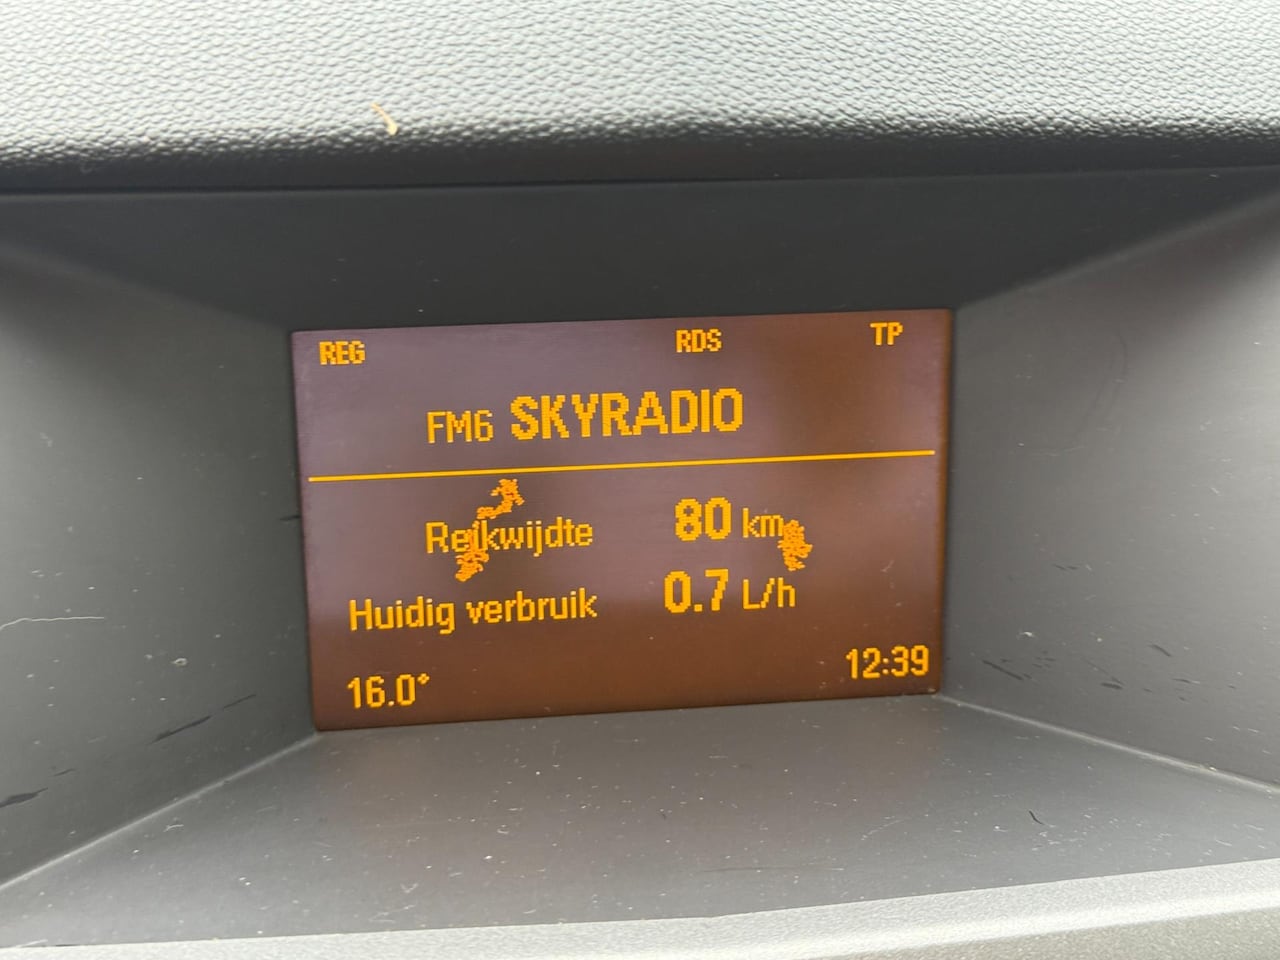 REG RDS TP
FM6 SKYRADIO
Reikwijdte 80 km
Huidig verbruik 0.7 L/h
16.0° 12:39